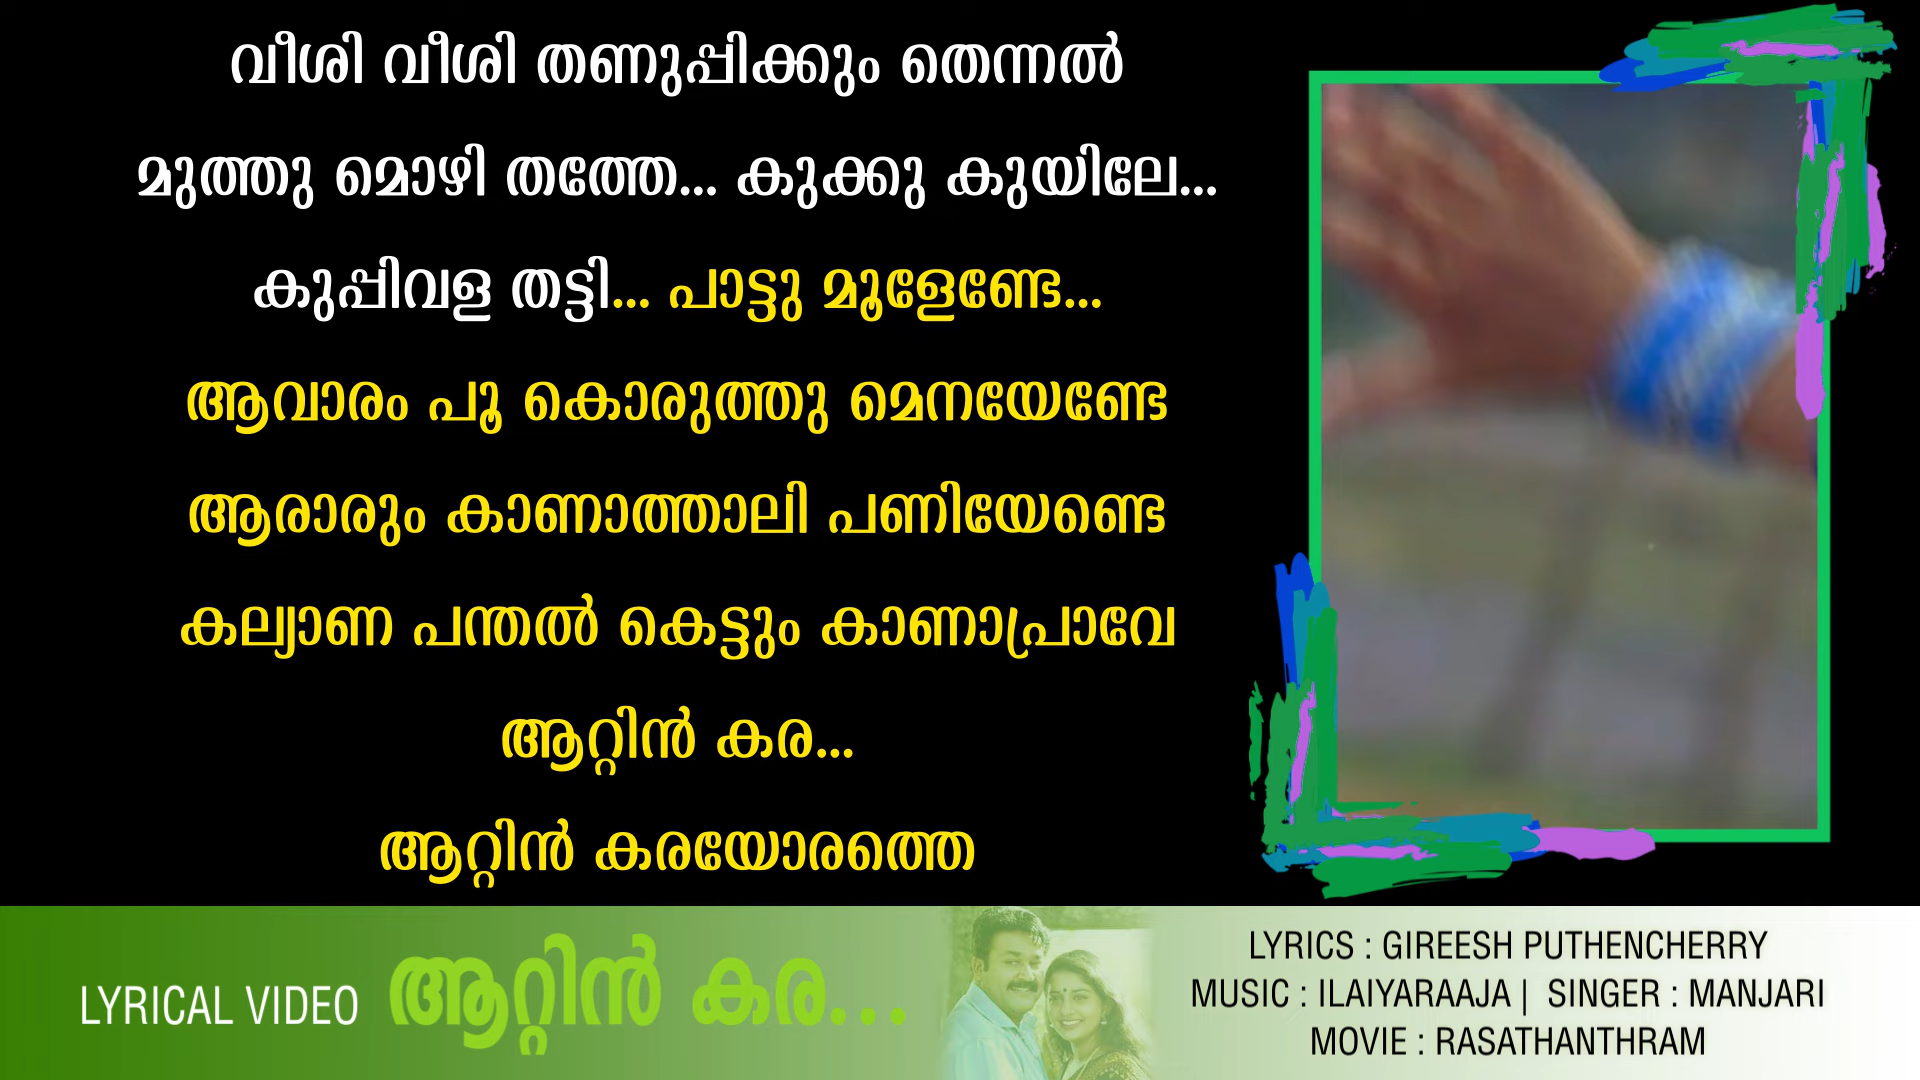 വീശി വീശി തണുപ്പിക്കും തെന്നൽ
മുത്തു മൊഴി തത്തേ... കുക്കു കുയിലേ...
കുപ്പിവള തട്ടി... പാട്ടു മൂളേണ്ടേ...
ആവാരം പൂ കൊരുത്തു മെനയേണ്ടേ
ആരാരും കാണാത്താലി പണിയേണ്ടെ
കല്യാണ പന്തൽ കെട്ടും കാണാപ്രാവേ
ആറ്റിൻ കര...
ആറ്റിൻ കരയോരത്തെ
LYRICAL VIDEO ആറ്റിൻ കര...
LYRICS : GIREESH PUTHENCHERRY
MUSIC : ILAIYARAAJA | SINGER : MANJARI
MOVIE : RASATHANTHRAM